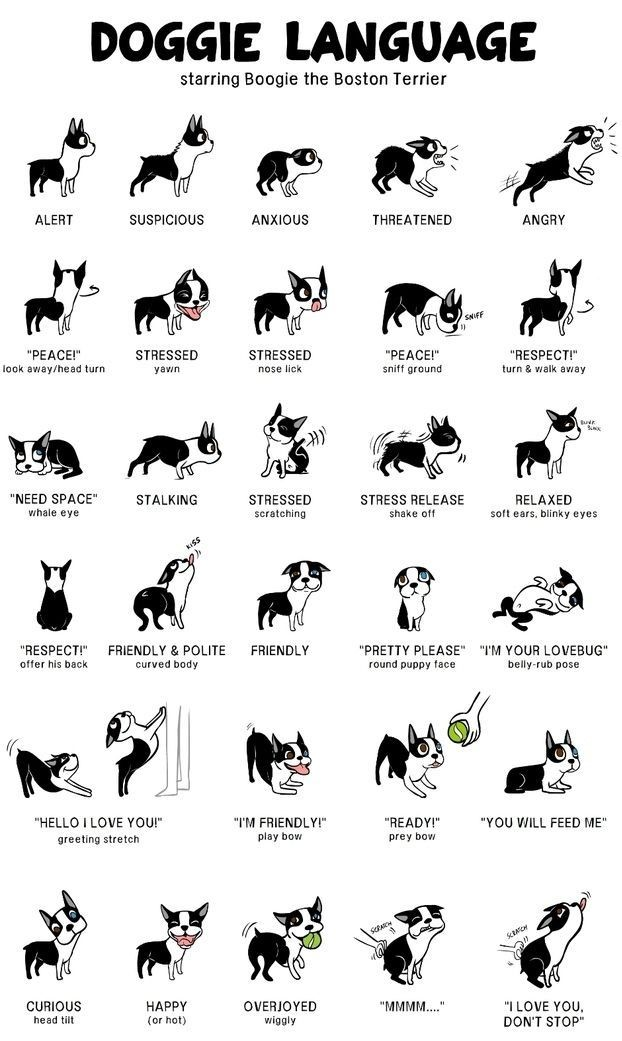 DOGGIE LANGUAGE
starring Boogie the Boston Terrier
ALERT
SUSPICIOUS
ANXIOUS
THREATENED
ANGRY
"PEACE!"
look away/head turn
STRESSED
yawn
STRESSED
nose lick
SNIFF
"PEACE!"
sniff ground
"RESPECT!"
turn & walk away
"NEED SPACE"
whale eye
STALKING
STRESSED
scratching
STRESS RELEASE
shake off
BLINK
BLINK
RELAXED
soft ears, blinky eyes
"RESPECT!"
offer his back
KISS
FRIENDLY & POLITE
curved body
FRIENDLY
"PRETTY PLEASE"
round puppy face
"I'M YOUR LOVEBUG"
belly-rub pose
"HELLO I LOVE YOU!"
greeting stretch
"I'M FRIENDLY!"
play bow
"READY!"
prey bow
"YOU WILL FEED ME"
CURIOUS
head tilt
HAPPY
(or hot)
OVERJOYED
wiggly
SCRATCH
"MMMM...."
SCRATCH
"I LOVE YOU,
DON'T STOP"